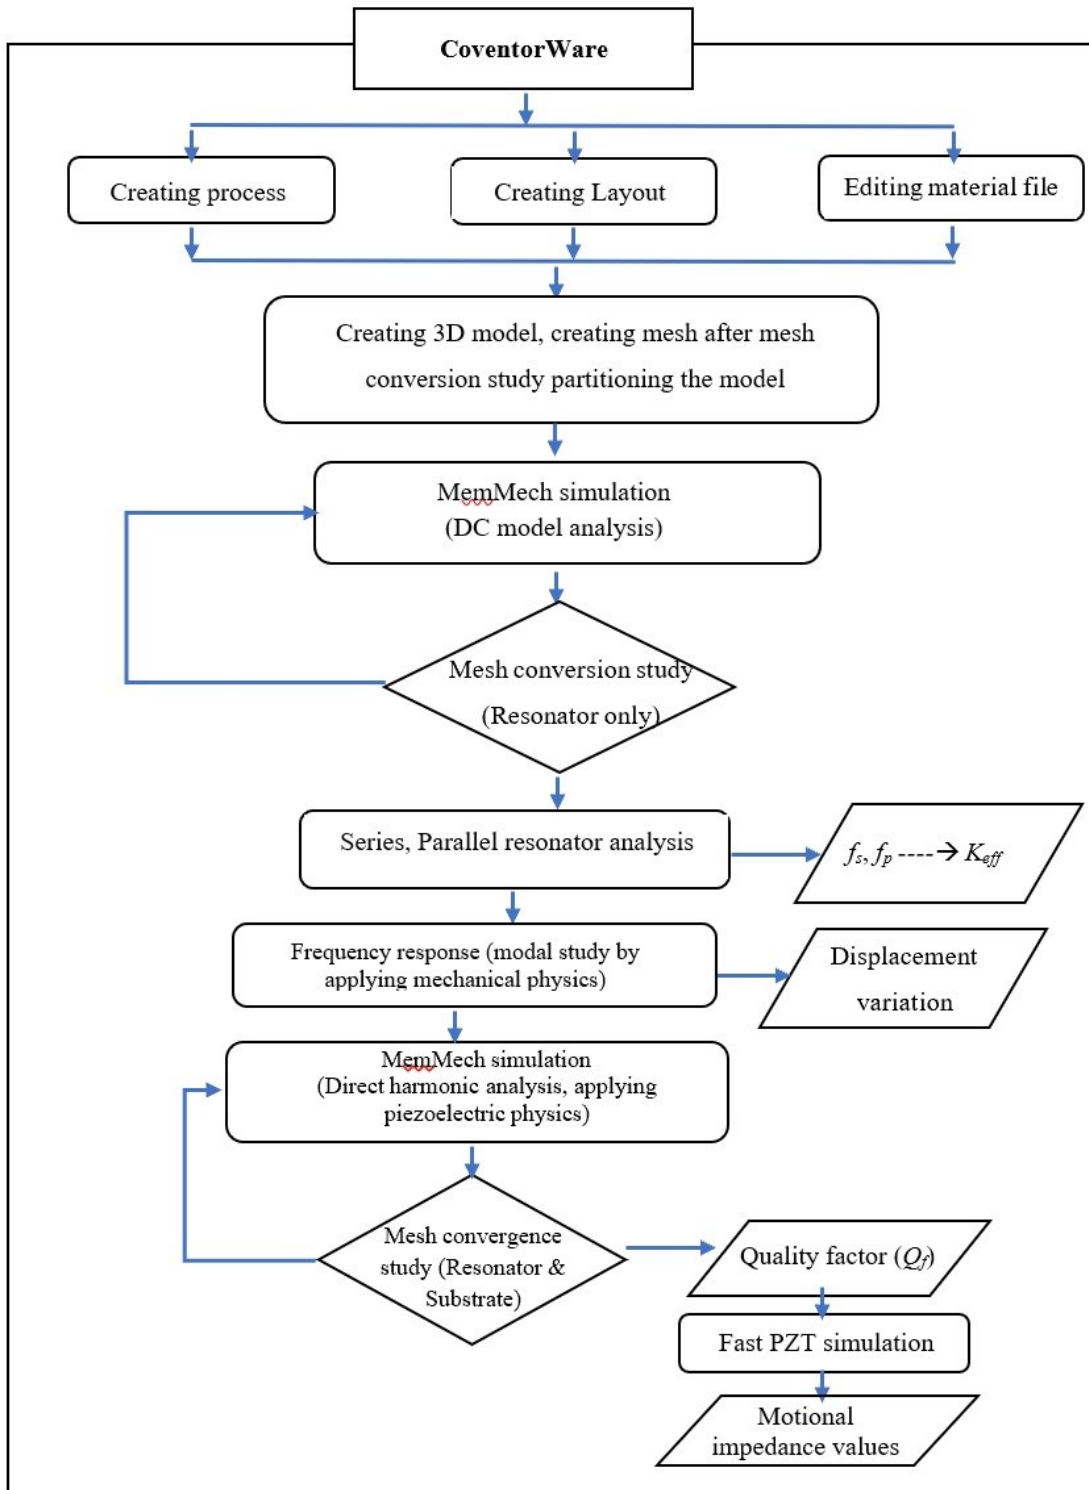 CoventorWare
Creating process
Creating Layout
Editing material file
Creating 3D model, creating mesh after mesh
conversion study partitioning the model
MemMech simulation
(DC model analysis)
Mesh conversion study
(Resonator only)
Series, Parallel resonator analysis
fs, fp ----→ Keff
Frequency response (modal study by
applying mechanical physics)
Displacement
variation
MemMech simulation
(Direct harmonic analysis, applying
piezoelectric physics)
Mesh convergence
study (Resonator &
Substrate)
Quality factor (Qf)
Fast PZT simulation
Motional
impedance values